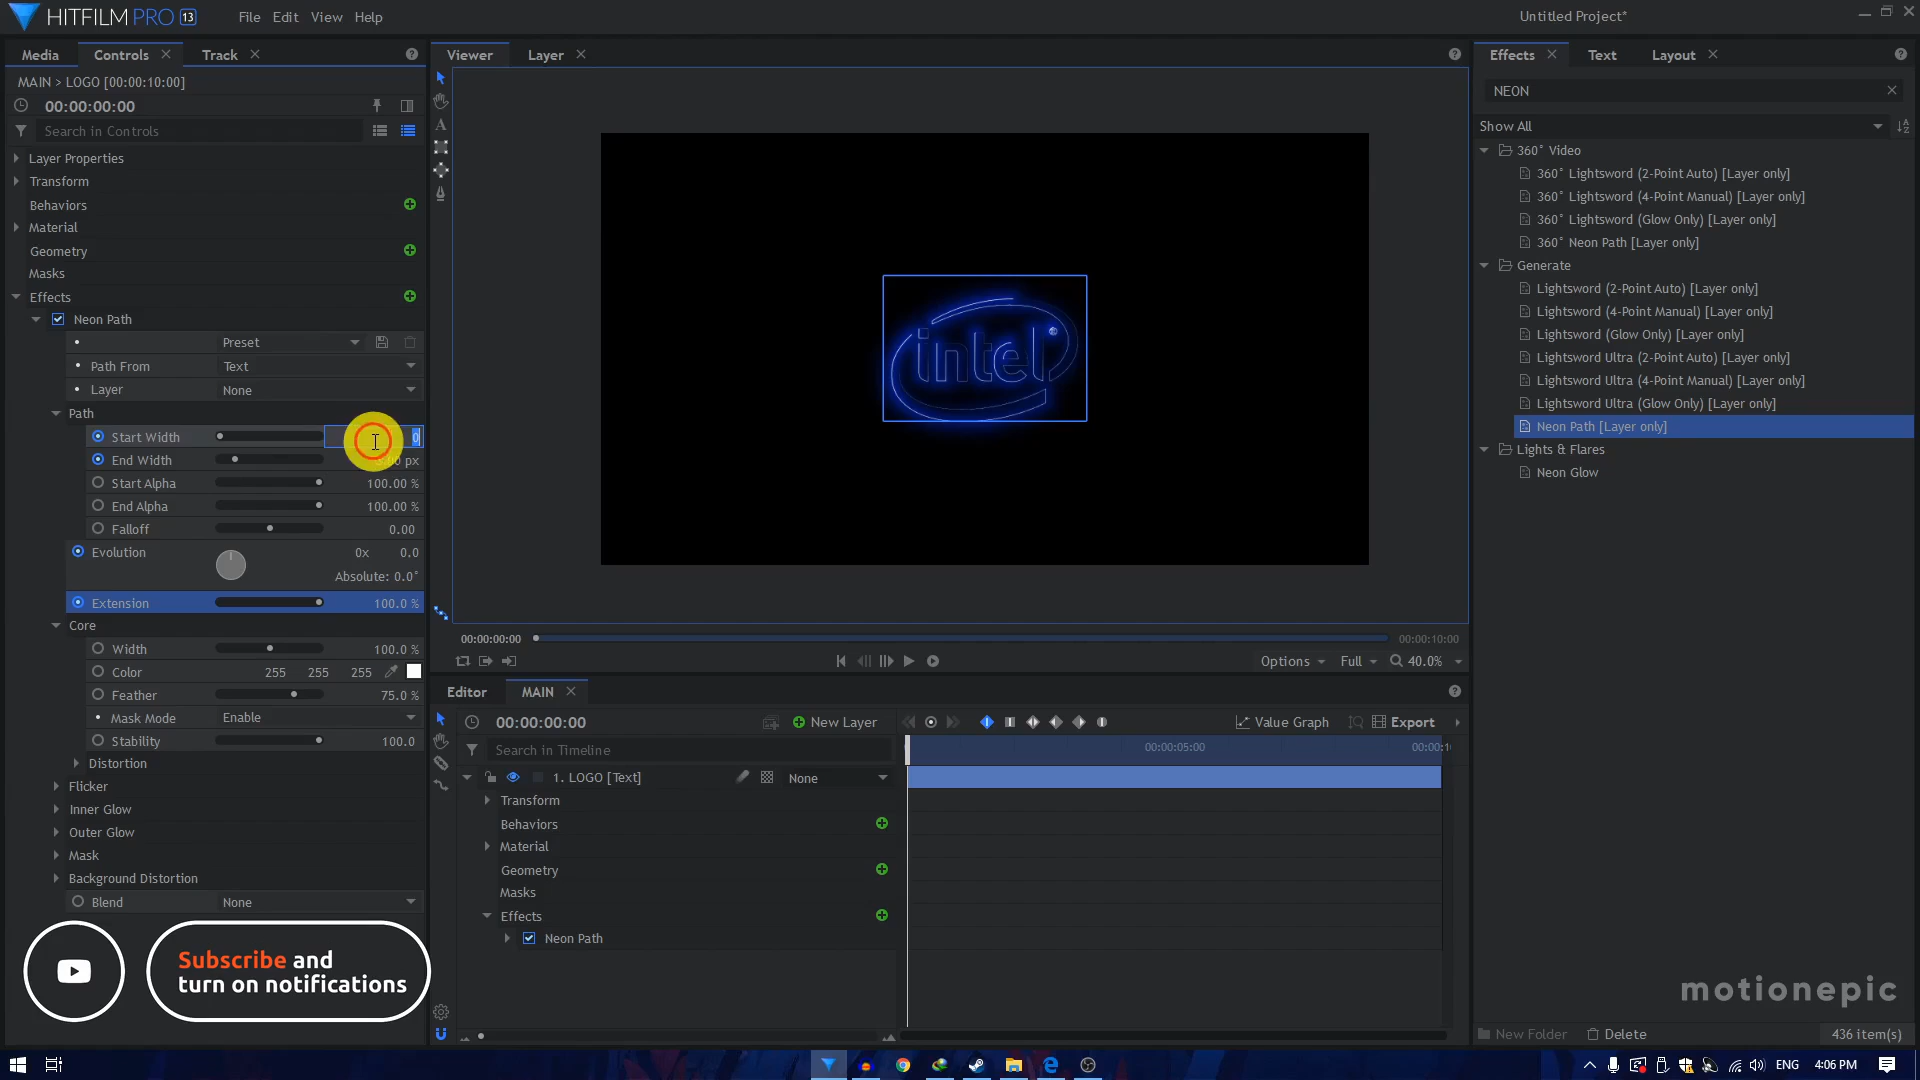 HITFILM PRO 13
File Edit View Help
Untitled Project*
Media Controls Track
MAIN > LOGO [00:00:10:00]
00:00:00:00
Search in Controls
Layer Properties
Transform
Behaviors
Material
Geometry
Masks
Effects
Neon Path
Preset
Path From Text
Layer None
Path
Start Width 0
End Width px
Start Alpha 100.00 %
End Alpha 100.00 %
Falloff 0.00
Evolution 0x 0.0
Absolute: 0.0°
Extension 100.0 %
Core
Width 100.0 %
Color 255 255 255
Feather 75.0 %
Mask Mode Enable
Stability 100.0
Distortion
Flicker
Inner Glow
Outer Glow
Mask
Background Distortion
Blend None
Subscribe and
turn on notifications
Viewer Layer
A
intel®
00:00:00:00 00:00:10:00
Options Full 40.0%
Editor MAIN
00:00:00:00 New Layer Value Graph Export
Search in Timeline
00:00:05:00 00:00:1
1. LOGO [Text] None
Transform
Behaviors
Material
Geometry
Masks
Effects
Neon Path
Effects Text Layout
NEON
Show All
360° Video
360° Lightsword (2-Point Auto) [Layer only]
360° Lightsword (4-Point Manual) [Layer only]
360° Lightsword (Glow Only) [Layer only]
360° Neon Path [Layer only]
Generate
Lightsword (2-Point Auto) [Layer only]
Lightsword (4-Point Manual) [Layer only]
Lightsword (Glow Only) [Layer only]
Lightsword Ultra (2-Point Auto) [Layer only]
Lightsword Ultra (4-Point Manual) [Layer only]
Lightsword Ultra (Glow Only) [Layer only]
Neon Path [Layer only]
Lights & Flares
Neon Glow
motionepic
New Folder Delete 436 item(s)
ENG 4:06 PM